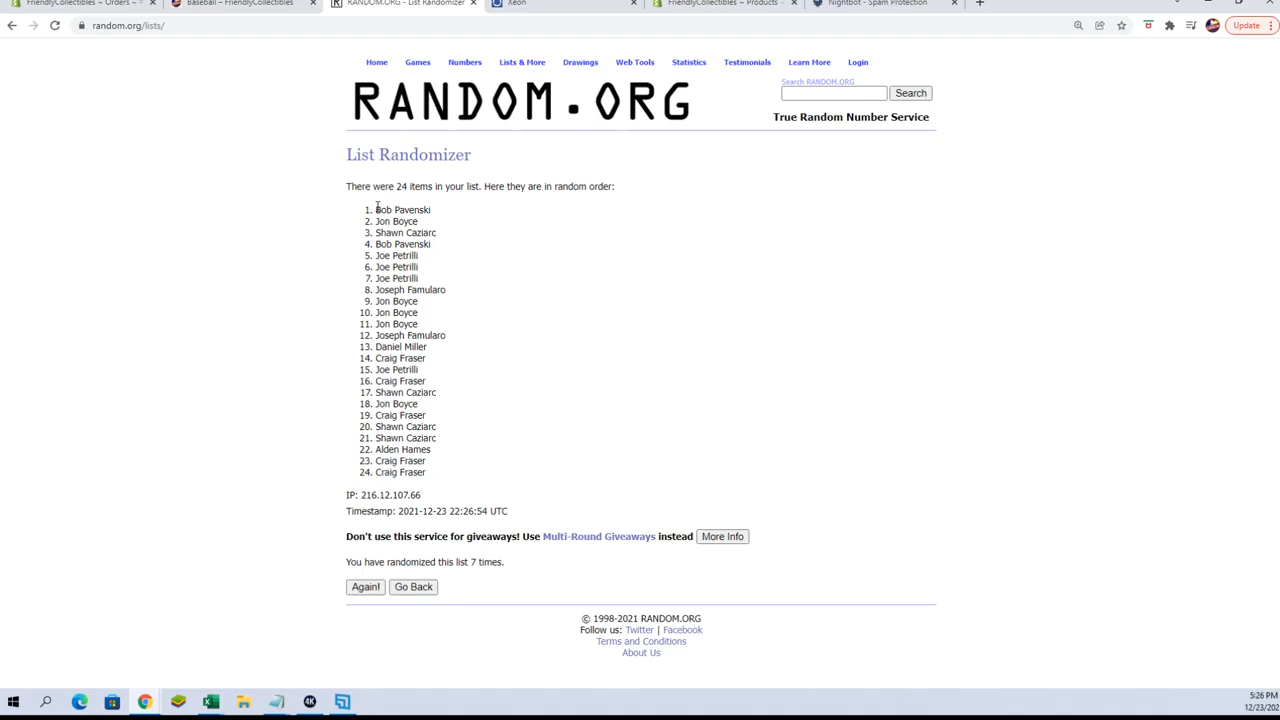 FriendlyCollectibles ~ Orders ~
Baseball – FriendlyCollectibles
RANDOM.ORG - List Randomizer
Xeon
FriendlyCollectibles ~ Products ~
Nightbot - Spam Protection
random.org/lists/
Update
Home Games Numbers Lists & More Drawings Web Tools Statistics Testimonials Learn More Login
RANDOM.ORG
Search RANDOM.ORG
Search
True Random Number Service
List Randomizer
There were 24 items in your list. Here they are in random order:
1. Bob Pavenski
2. Jon Boyce
3. Shawn Caziarc
4. Bob Pavenski
5. Joe Petrilli
6. Joe Petrilli
7. Joe Petrilli
8. Joseph Famularo
9. Jon Boyce
10. Jon Boyce
11. Jon Boyce
12. Joseph Famularo
13. Daniel Miller
14. Craig Fraser
15. Joe Petrilli
16. Craig Fraser
17. Shawn Caziarc
18. Jon Boyce
19. Craig Fraser
20. Shawn Caziarc
21. Shawn Caziarc
22. Alden Hames
23. Craig Fraser
24. Craig Fraser
IP: 216.12.107.66
Timestamp: 2021-12-23 22:26:54 UTC
Don't use this service for giveaways! Use Multi-Round Giveaways instead More Info
You have randomized this list 7 times.
Again! Go Back
© 1998-2021 RANDOM.ORG
Follow us: Twitter | Facebook
Terms and Conditions
About Us
4K
5:26 PM
12/23/202